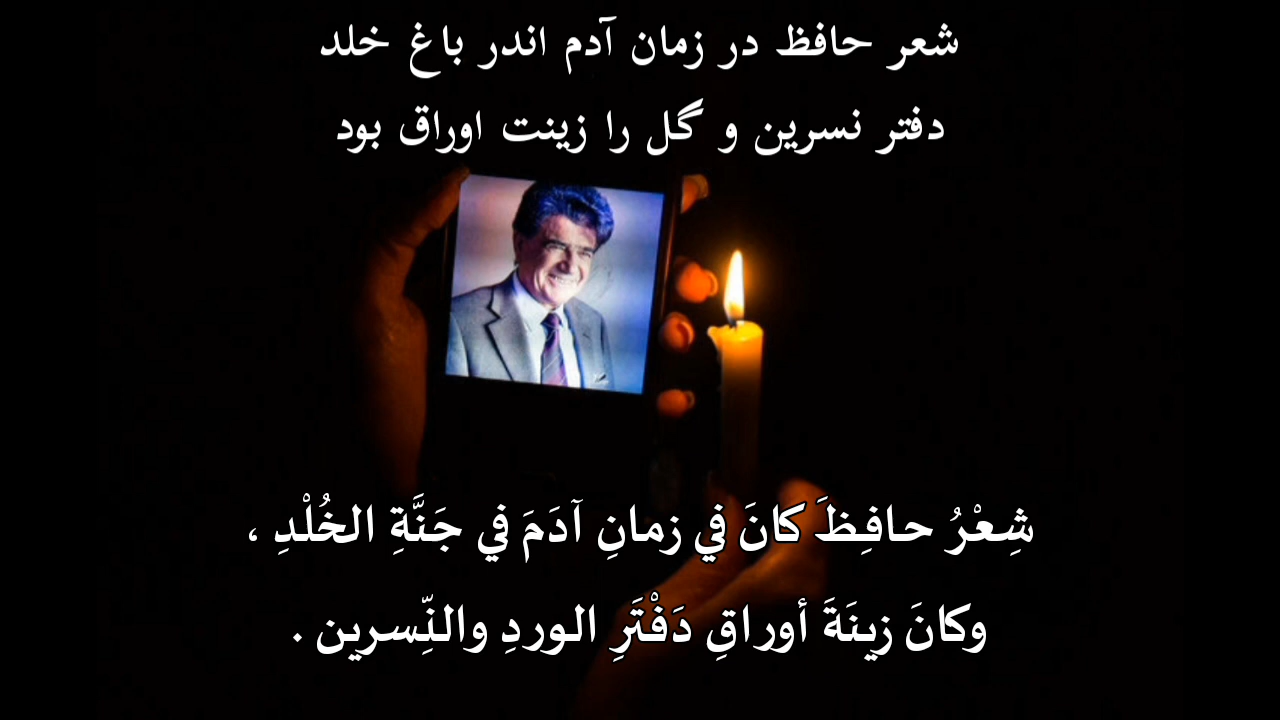 شعر حافظ در زمان آدم اندر باغ خلد
دفتر نسرین و گل را زینت اوراق بود
شِعْرُ حافِظَ كانَ في زمانِ آدَمَ في جَنَّةِ الخُلْدِ ،
وكانَ زينَةَ أوراقِ دَفْتَرِ الوردِ والنِّسرين .